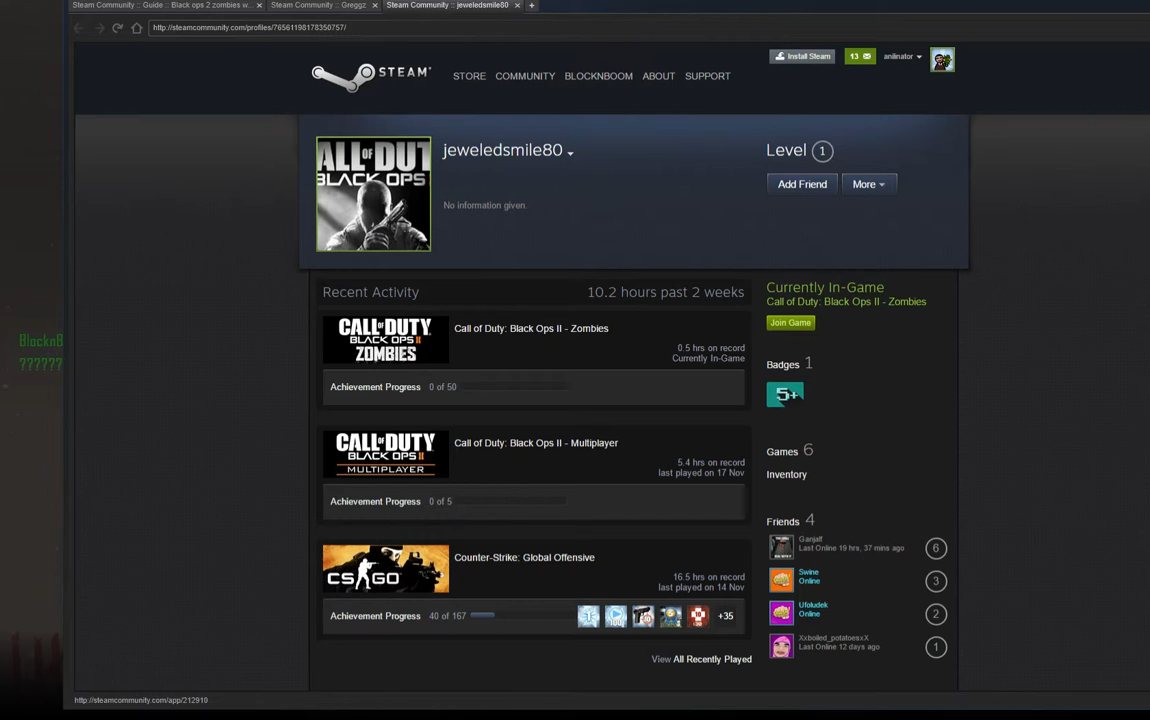 Steam Community :: Guide :: Black ops 2 zombies w...
Steam Community :: Greggz
Steam Community :: jeweledsmile80
http://steamcommunity.com/profiles/76561198178350757/
Install Steam
13
anilinator
STEAM
STORE COMMUNITY BLOCKNBOOM ABOUT SUPPORT
ALL OF DUT
BLACK OPS
jeweledsmile80
Level 1
Add Friend
More
No information given.
Recent Activity
10.2 hours past 2 weeks
CALL OF DUTY
BLACK OPS II
ZOMBIES
Call of Duty: Black Ops II - Zombies
0.5 hrs on record
Currently In-Game
Achievement Progress 0 of 50
CALL OF DUTY
BLACK OPS II
MULTIPLAYER
Call of Duty: Black Ops II - Multiplayer
5.4 hrs on record
last played on 17 Nov
Achievement Progress 0 of 5
CS GO
Counter-Strike: Global Offensive
16.5 hrs on record
last played on 14 Nov
Achievement Progress 40 of 167
+35
View All Recently Played
Currently In-Game
Call of Duty: Black Ops II - Zombies
Join Game
Badges 1
5+
Games 6
Inventory
Friends 4
Ganjalf
Last Online 19 hrs, 37 mins ago
6
Swine
Online
3
Ufoludek
Online
2
Xxboiled_potatoesxX
Last Online 12 days ago
1
BlocknB
??????
http://steamcommunity.com/app/212910